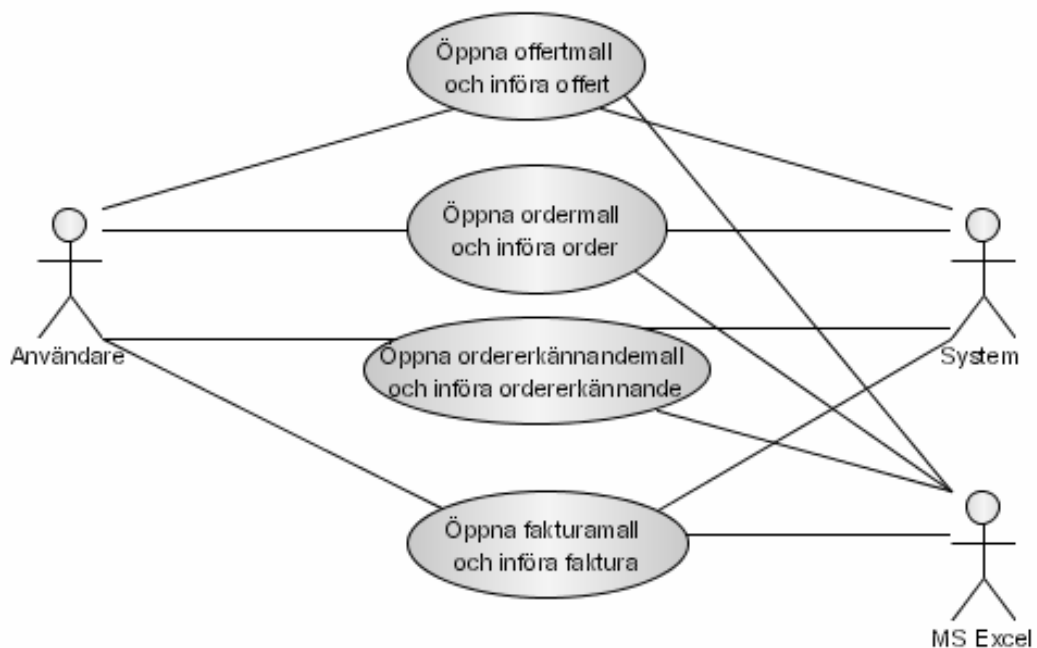 Öppna offertmall
och införa offert
Öppna ordermall
och införa order
Användare
System
Öppna ordererkännandemall
och införa ordererkännande
Öppna fakturamall
och införa faktura
MS Excel